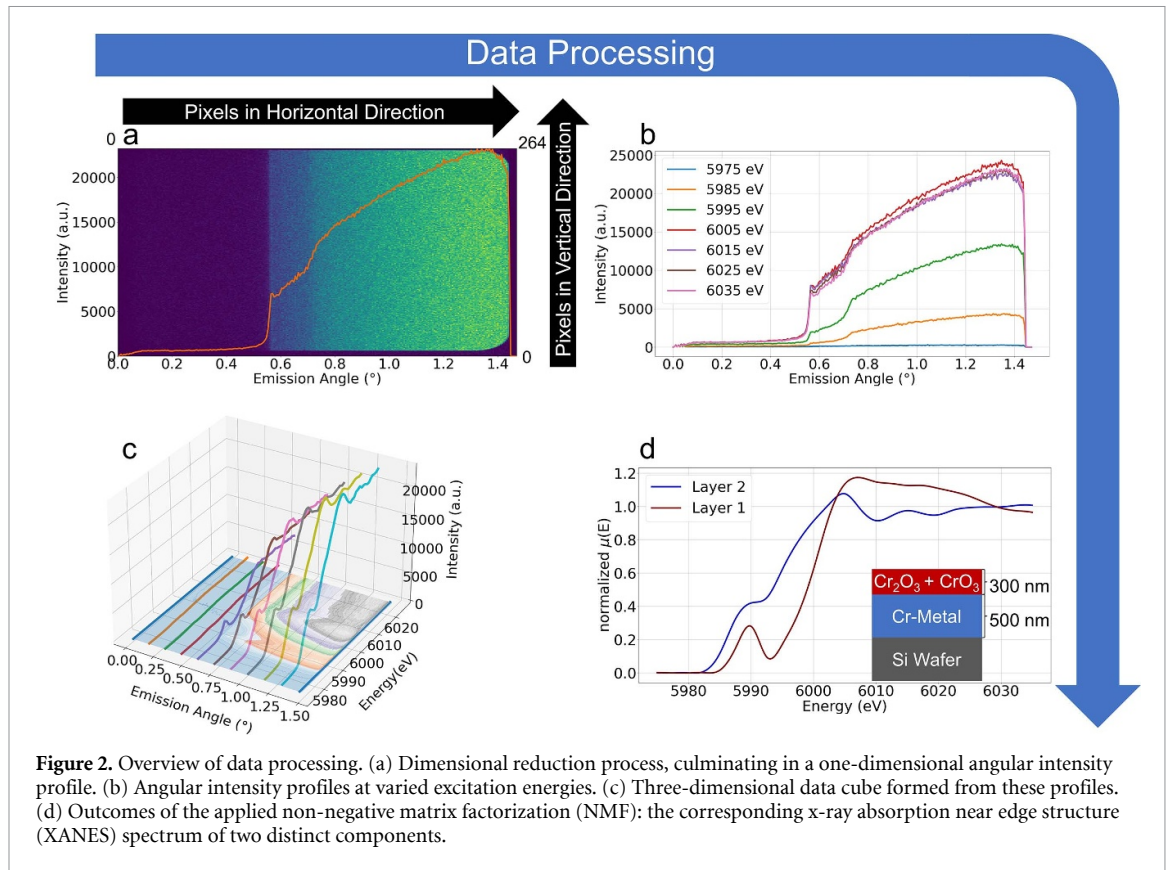 Data Processing
Pixels in Horizontal Direction
Pixels in Vertical Direction
a
0
264
0
20000
15000
10000
5000
0
Intensity (a.u.)
0.0 0.2 0.4 0.6 0.8 1.0 1.2 1.4
Emission Angle (°)
b
25000
20000
15000
10000
5000
0
Intensity (a.u.)
5975 eV
5985 eV
5995 eV
6005 eV
6015 eV
6025 eV
6035 eV
0.0 0.2 0.4 0.6 0.8 1.0 1.2 1.4
Emission Angle (°)
c
20000
15000
10000
5000
0
Intensity (a.u.)
6020
6010
6000
5990
5980
Energy(eV)
0.00 0.25 0.50 0.75 1.00 1.25 1.50
Emission Angle (°)
d
1.2
1.0
0.8
0.6
0.4
0.2
0.0
normalized μ(E)
Layer 2
Layer 1
Cr₂O₃ + CrO₃
300 nm
Cr-Metal
500 nm
Si Wafer
5980 5990 6000 6010 6020 6030
Energy (eV)
Figure 2. Overview of data processing. (a) Dimensional reduction process, culminating in a one-dimensional angular intensity
profile. (b) Angular intensity profiles at varied excitation energies. (c) Three-dimensional data cube formed from these profiles.
(d) Outcomes of the applied non-negative matrix factorization (NMF): the corresponding x-ray absorption near edge structure
(XANES) spectrum of two distinct components.